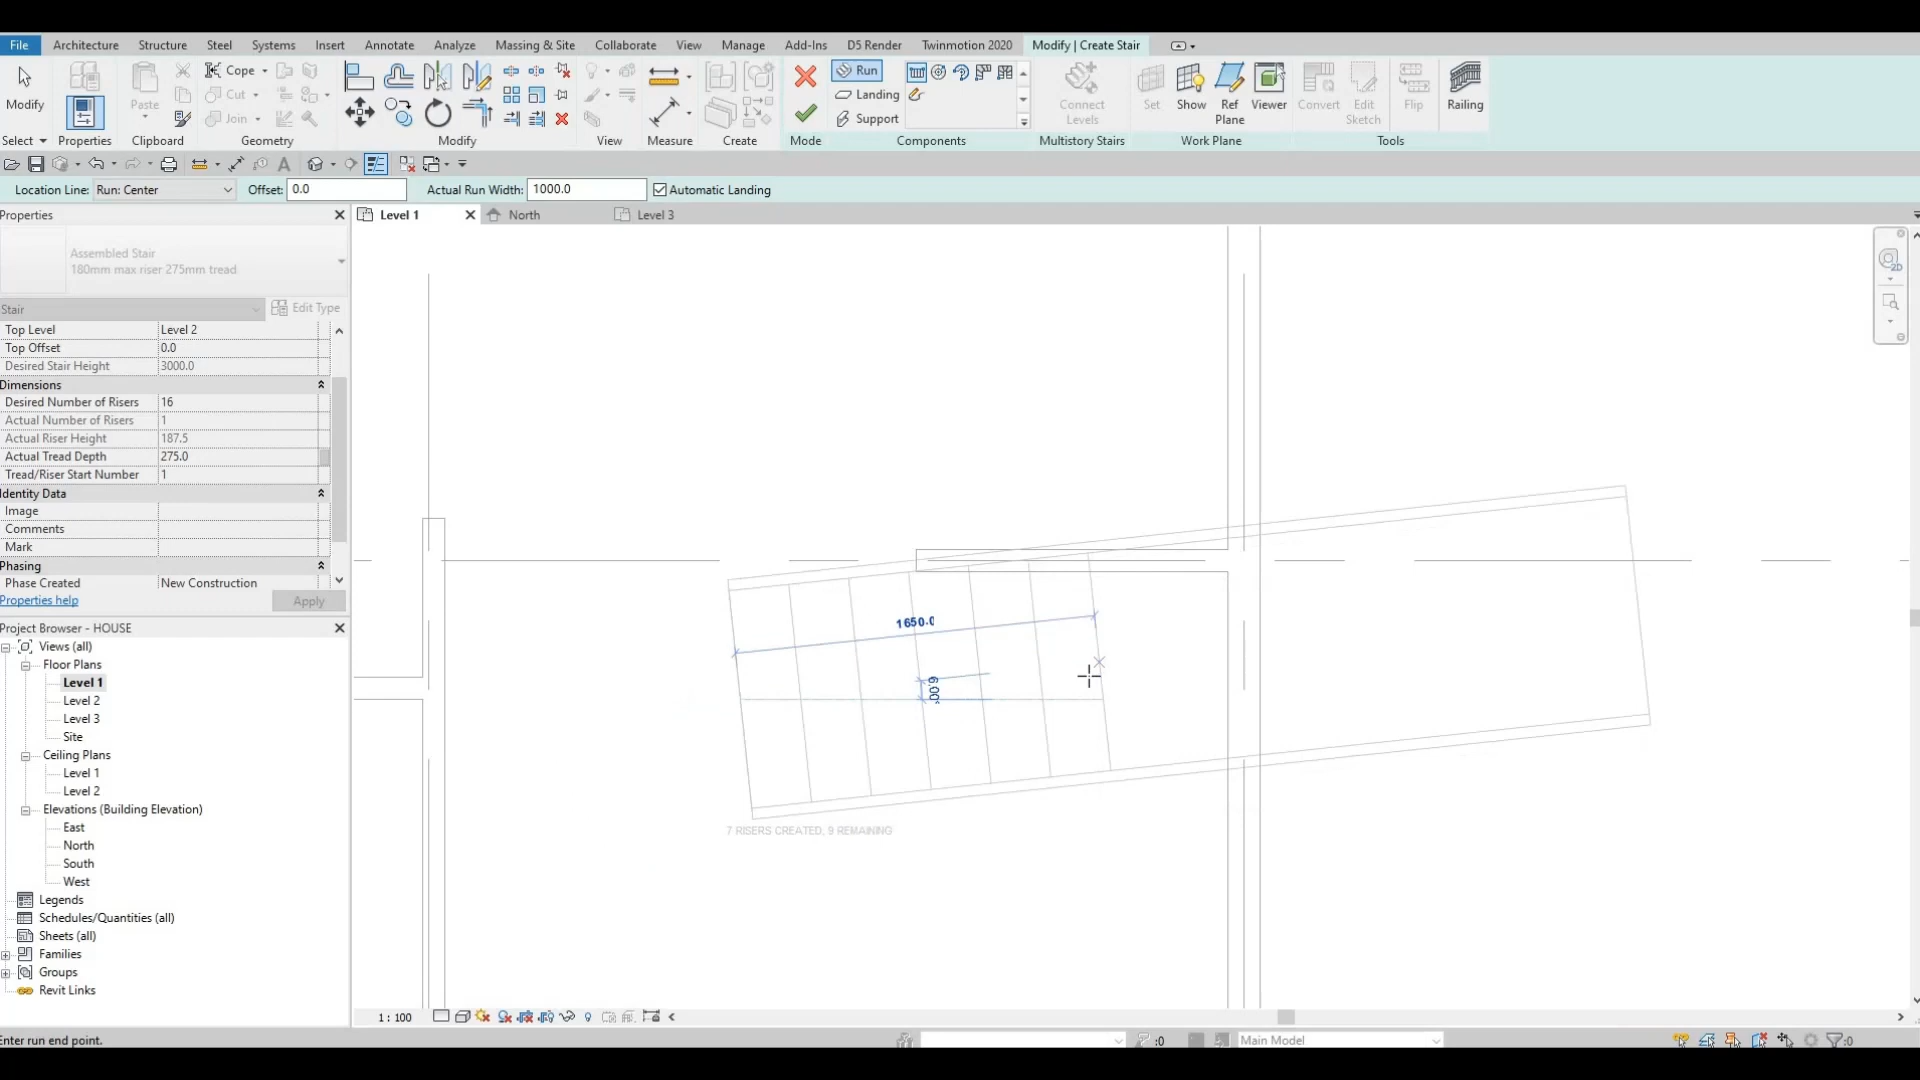 File Architecture Structure Steel Systems Insert Annotate Analyze Massing & Site Collaborate View Manage Add-Ins D5 Render Twinmotion 2020 Modify | Create Stair
Modify Paste Cope Cut Join Run Landing Support Connect Levels Set Show Ref Plane Viewer Convert Edit Sketch Flip Railing
Select Properties Clipboard Geometry Modify View Measure Create Mode Components Multistory Stairs Work Plane Tools
Location Line: Run: Center Offset: 0.0 Actual Run Width: 1000.0 Automatic Landing
Properties
Level 1 North Level 3
Assembled Stair
180mm max riser 275mm tread
Stair Edit Type
Top Level Level 2
Top Offset 0.0
Desired Stair Height 3000.0
Dimensions
Desired Number of Risers 16
Actual Number of Risers 1
Actual Riser Height 187.5
Actual Tread Depth 275.0
Tread/Riser Start Number 1
Identity Data
Image
Comments
Mark
Phasing
Phase Created New Construction
Properties help Apply
Project Browser - HOUSE
Views (all)
Floor Plans
Level 1
Level 2
Level 3
Site
Ceiling Plans
Level 1
Level 2
Elevations (Building Elevation)
East
North
South
West
Legends
Schedules/Quantities (all)
Sheets (all)
Families
Groups
Revit Links
1650.0
6.00°
7 RISERS CREATED, 9 REMAINING
2D
1 : 100
Enter run end point.
:0 Main Model :0